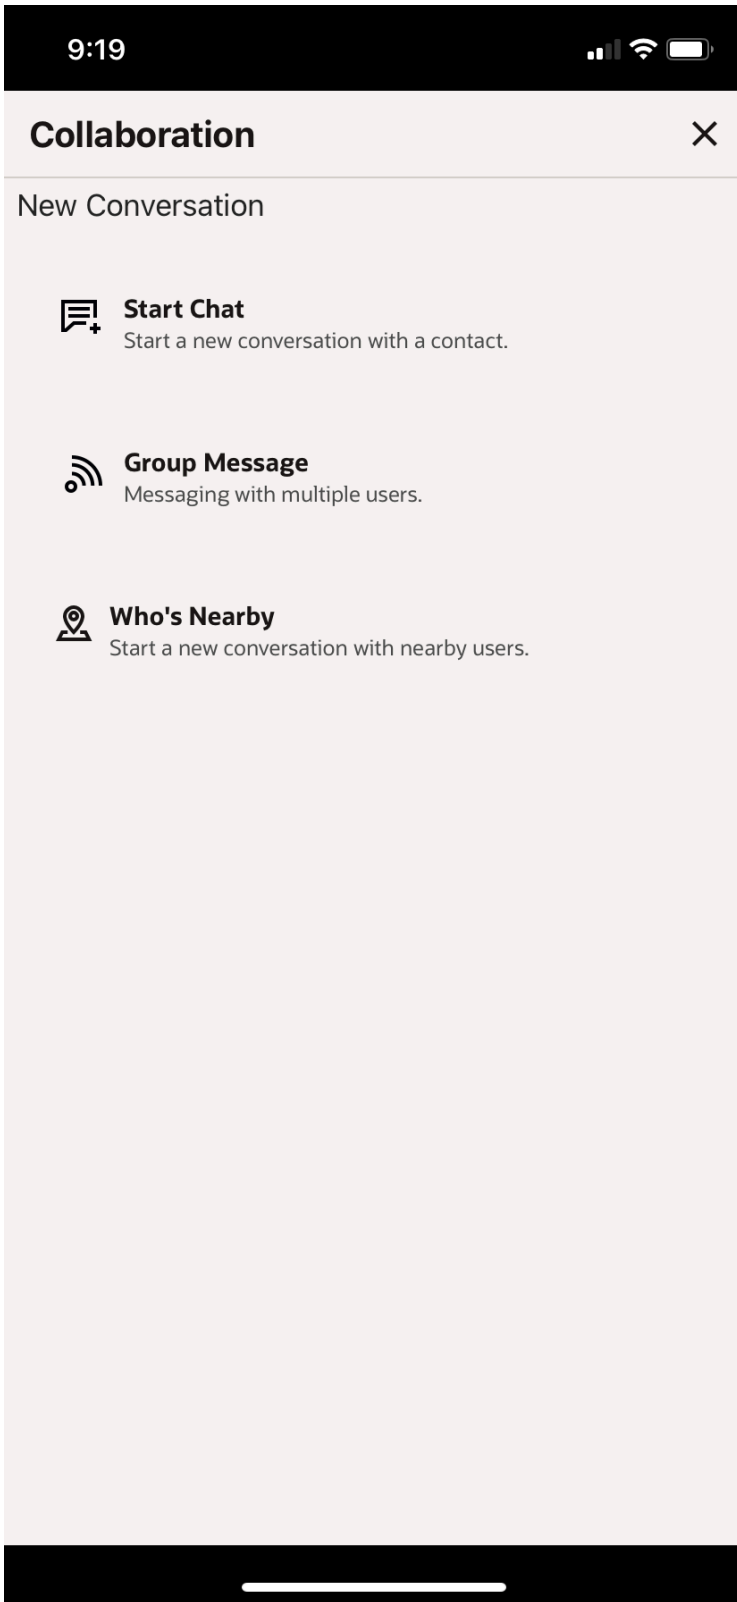 9:19
Collaboration
New Conversation
Start Chat
Start a new conversation with a contact.
Group Message
Messaging with multiple users.
Who's Nearby
Start a new conversation with nearby users.